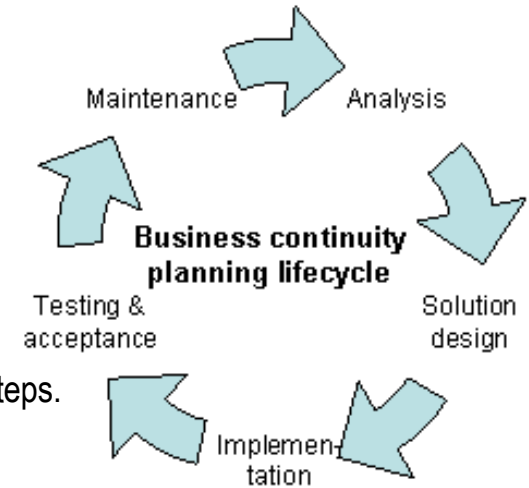 Maintenance
Analysis
Business continuity
planning lifecycle
Testing &
acceptance
Solution
design
teps.
Implemen-
tation